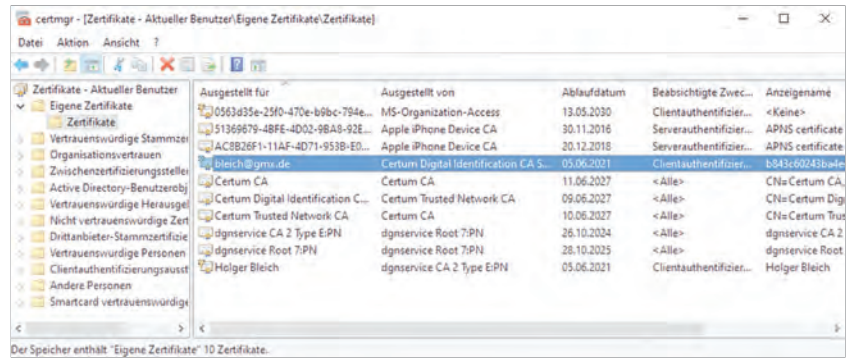 certmgr - [Zertifikate - Aktueller Benutzer\Eigene Zertifikate\Zertifikate]
Datei Aktion Ansicht ?
Zertifikate - Aktueller Benutzer
Eigene Zertifikate
Zertifikate
Vertrauenswürdige Stammzer
Organisationsvertrauen
Zwischenzertifizierungsstellen
Active Directory-Benutzerobj
Vertrauenswürdige Herausgel
Nicht vertrauenswürdige Zert
Drittanbieter-Stammzertifizie
Vertrauenswürdige Personen
Clientauthentifizierungsausst
Andere Personen
Smartcard vertrauenswürdige
Ausgestellt für Ausgestellt von Ablaufdatum Beabsichtigte Zwec... Anzeigename
0563d35e-25f0-470e-b9bc-794e... MS-Organization-Access 13.05.2030 Clientauthentifizier... <Keine>
51369679-4BFE-4D02-9BA8-92E... Apple iPhone Device CA 30.11.2016 Serverauthentifizier... APNS certificate
AC8B26F1-11AF-4D71-953B-E0... Apple iPhone Device CA 20.12.2018 Serverauthentifizier... APNS certificate
bleich@gmx.de Certum Digital Identification CA S... 05.06.2021 Clientauthentifizier... b843c60243ba4e
Certum CA Certum CA 11.06.2027 <Alle> CN=Certum CA,
Certum Digital Identification C... Certum Trusted Network CA 09.06.2027 <Alle> CN=Certum Digi
Certum Trusted Network CA Certum CA 10.06.2027 <Alle> CN=Certum Trus
dgnservice CA 2 Type E:PN dgnservice Root 7:PN 26.10.2024 <Alle> dgnservice CA 2
dgnservice Root 7:PN dgnservice Root 7:PN 28.10.2025 <Alle> dgnservice Root
Holger Bleich dgnservice CA 2 Type E:PN 05.06.2021 Clientauthentifizier... Holger Bleich
Der Speicher enthält "Eigene Zertifikate" 10 Zertifikate.